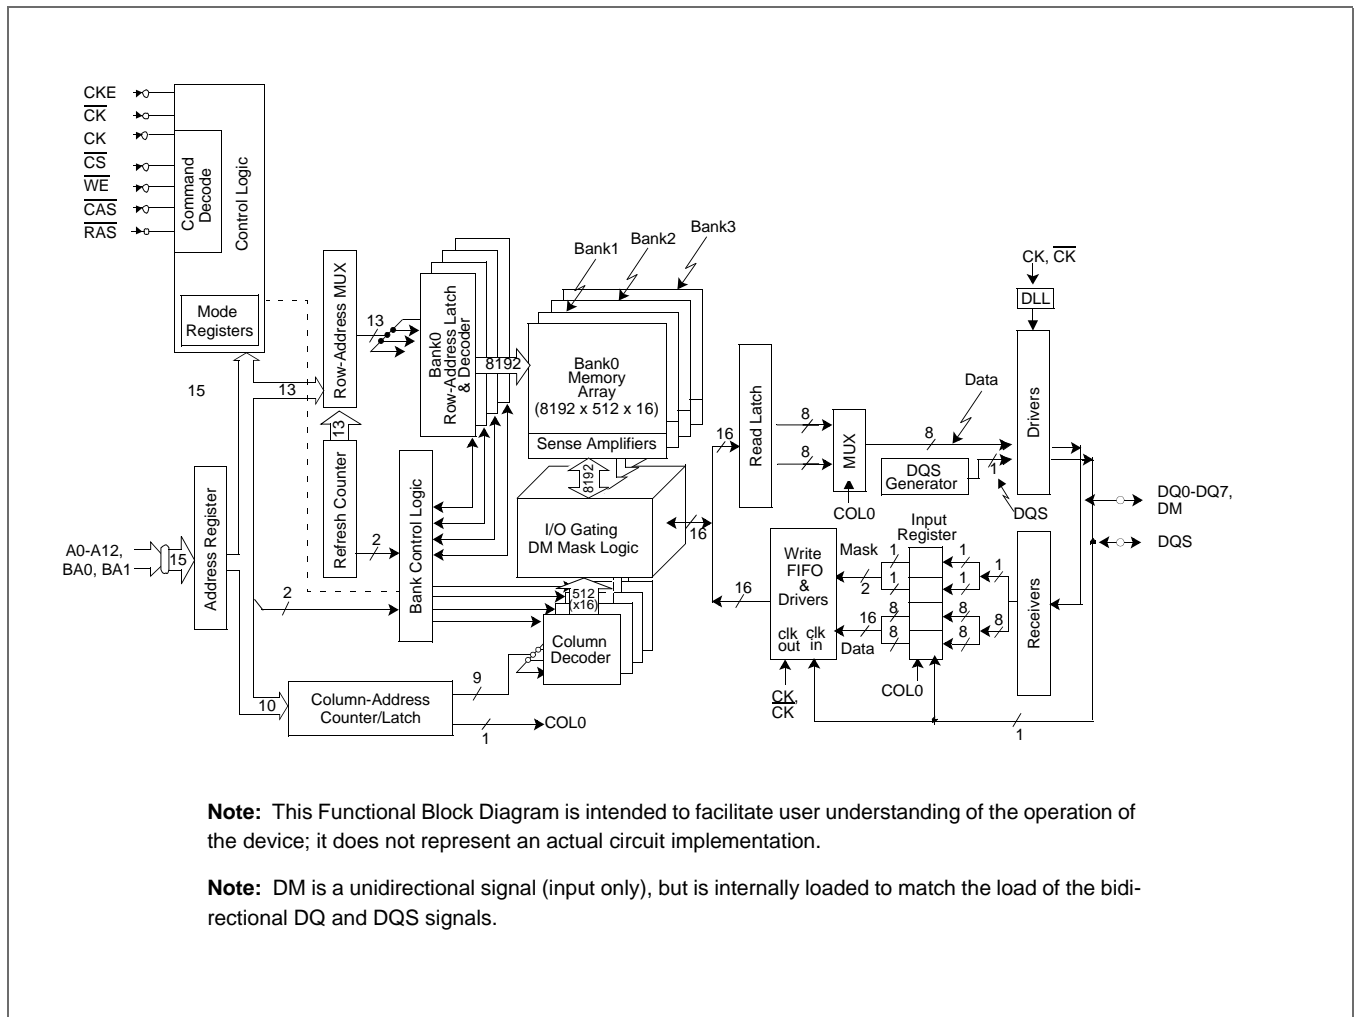 CKE
CK
CK
CS
WE
CAS
RAS
Command
Decode
Control Logic
Mode
Registers
15
13
Row-Address MUX
13
Bank0
Row-Address Latch
& Decoder
8192
Bank1
Bank2
Bank3
Bank0
Memory
Array
(8192 x 512 x 16)
Sense Amplifiers
8192
I/O Gating
DM Mask Logic
16
13
Refresh Counter
2
Bank Control Logic
A0-A12,
BA0, BA1
15
Address Register
2
512
(x16)
Column
Decoder
10
Column-Address
Counter/Latch
9
1
COL0
16
Read Latch
8
8
MUX
COL0
8
Data
DQS
Generator
1
DQS
CK, CK
DLL
Drivers
DQ0-DQ7,
DM
DQS
16
Write
FIFO
&
Drivers
clk
out
clk
in
CK,
CK
Mask
2
16
Data
Input
Register
1
1
8
8
1
1
8
8
1
8
COL0
Receivers
1
Note: This Functional Block Diagram is intended to facilitate user understanding of the operation of
the device; it does not represent an actual circuit implementation.
Note: DM is a unidirectional signal (input only), but is internally loaded to match the load of the bidi-
rectional DQ and DQS signals.